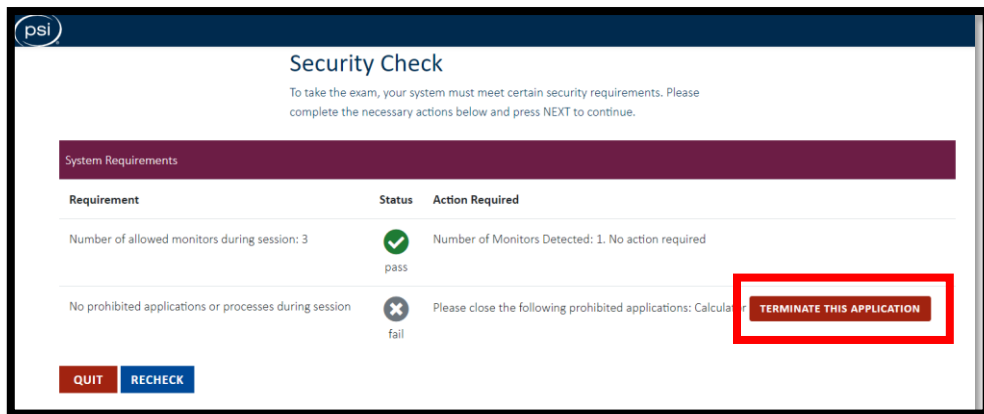 psi
Security Check
To take the exam, your system must meet certain security requirements. Please
complete the necessary actions below and press NEXT to continue.
System Requirements
Requirement Status Action Required
Number of allowed monitors during session: 3 Number of Monitors Detected: 1. No action required
pass
No prohibited applications or processes during session Please close the following prohibited applications: Calculator TERMINATE THIS APPLICATION
fail
QUIT RECHECK